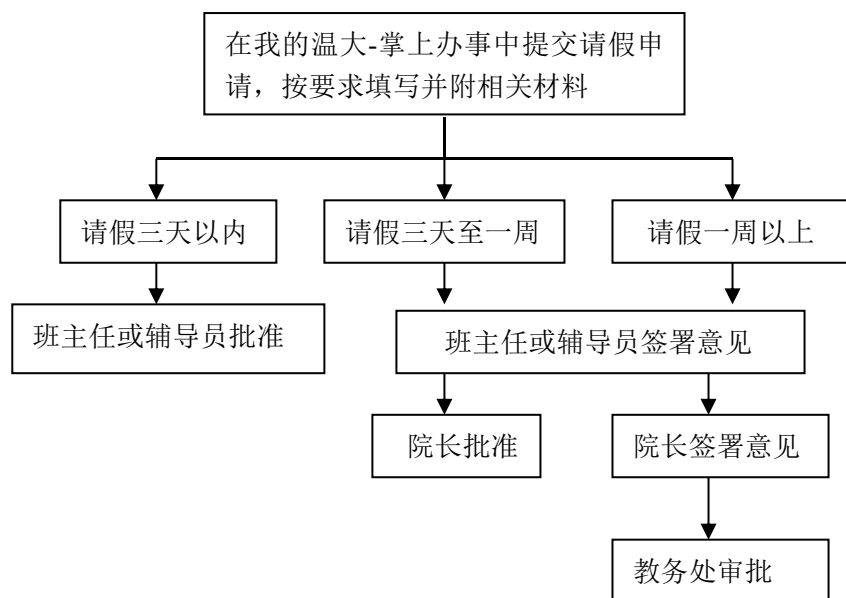 在我的温大-掌上办事中提交请假申
请，按要求填写并附相关材料
请假三天以内
请假三天至一周
请假一周以上
班主任或辅导员批准
班主任或辅导员签署意见
院长批准
院长签署意见
教务处审批